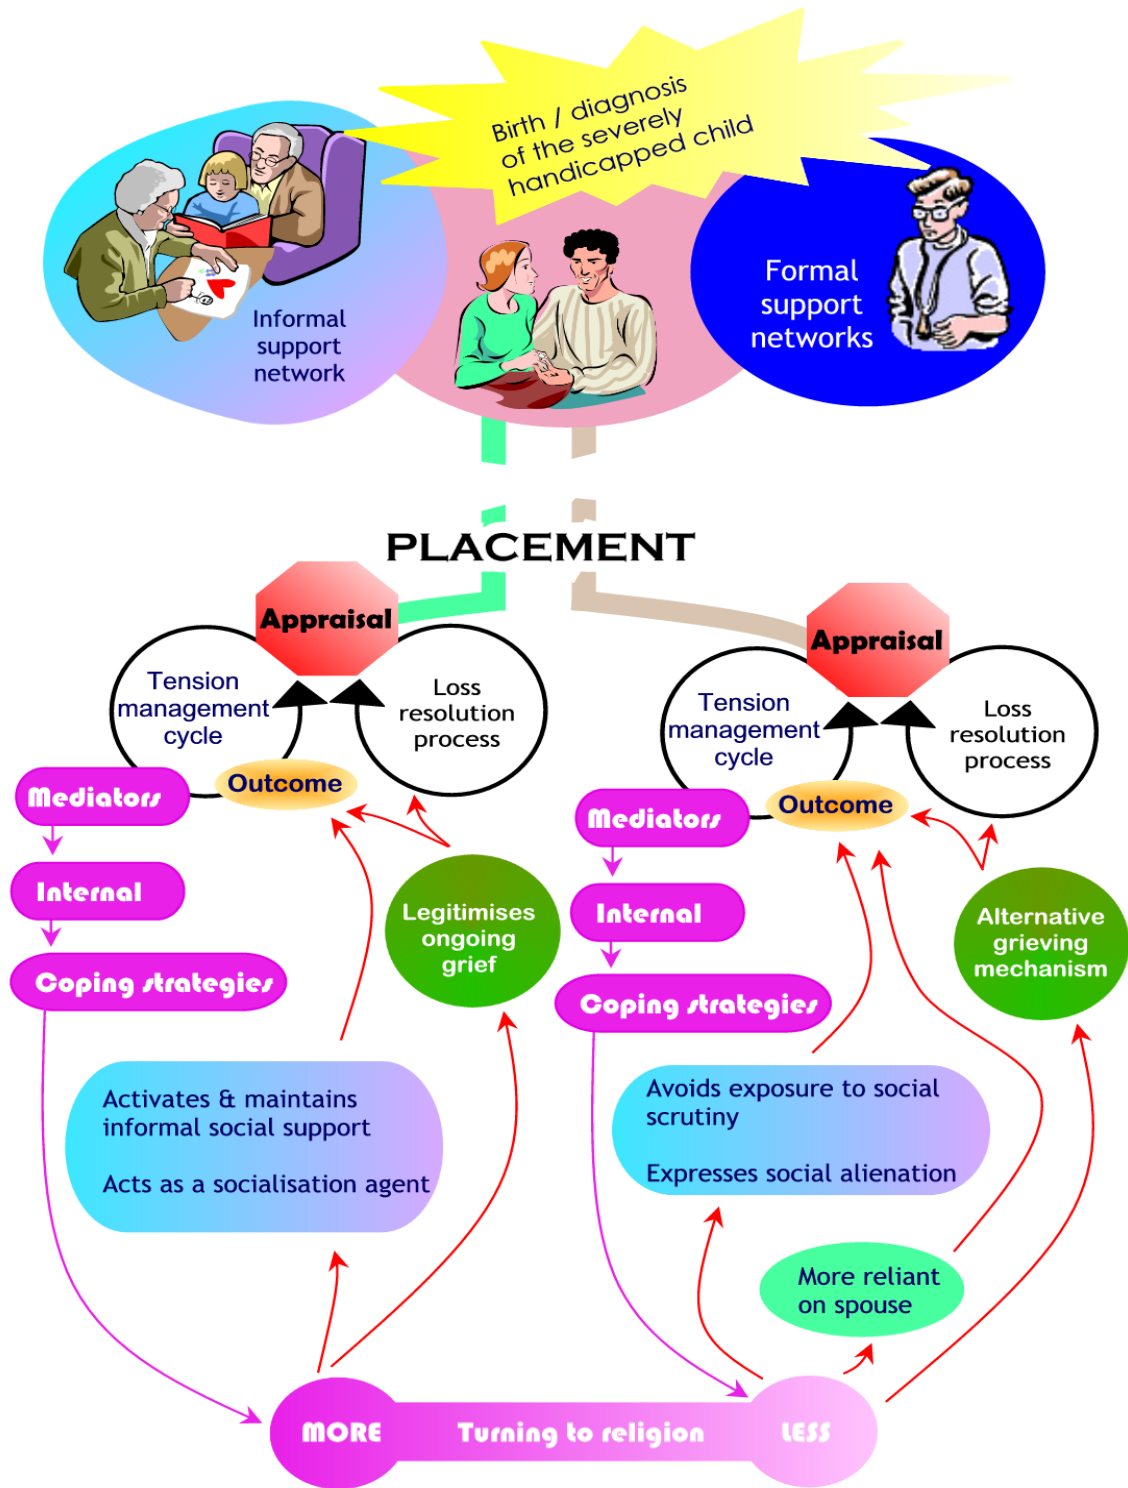 Birth / diagnosis
of the severely
handicapped child
Informal
support
network
Formal
support
networks
PLACEMENT
Appraisal
Tension
management
cycle
Loss
resolution
process
Outcome
Mediators
Internal
Coping strategies
Legitimises
ongoing
grief
Activates & maintains
informal social support
Acts as a socialisation agent
Appraisal
Tension
management
cycle
Loss
resolution
process
Outcome
Mediators
Internal
Coping strategies
Alternative
grieving
mechanism
Avoids exposure to social
scrutiny
Expresses social alienation
More reliant
on spouse
MORE
Turning to religion
LESS